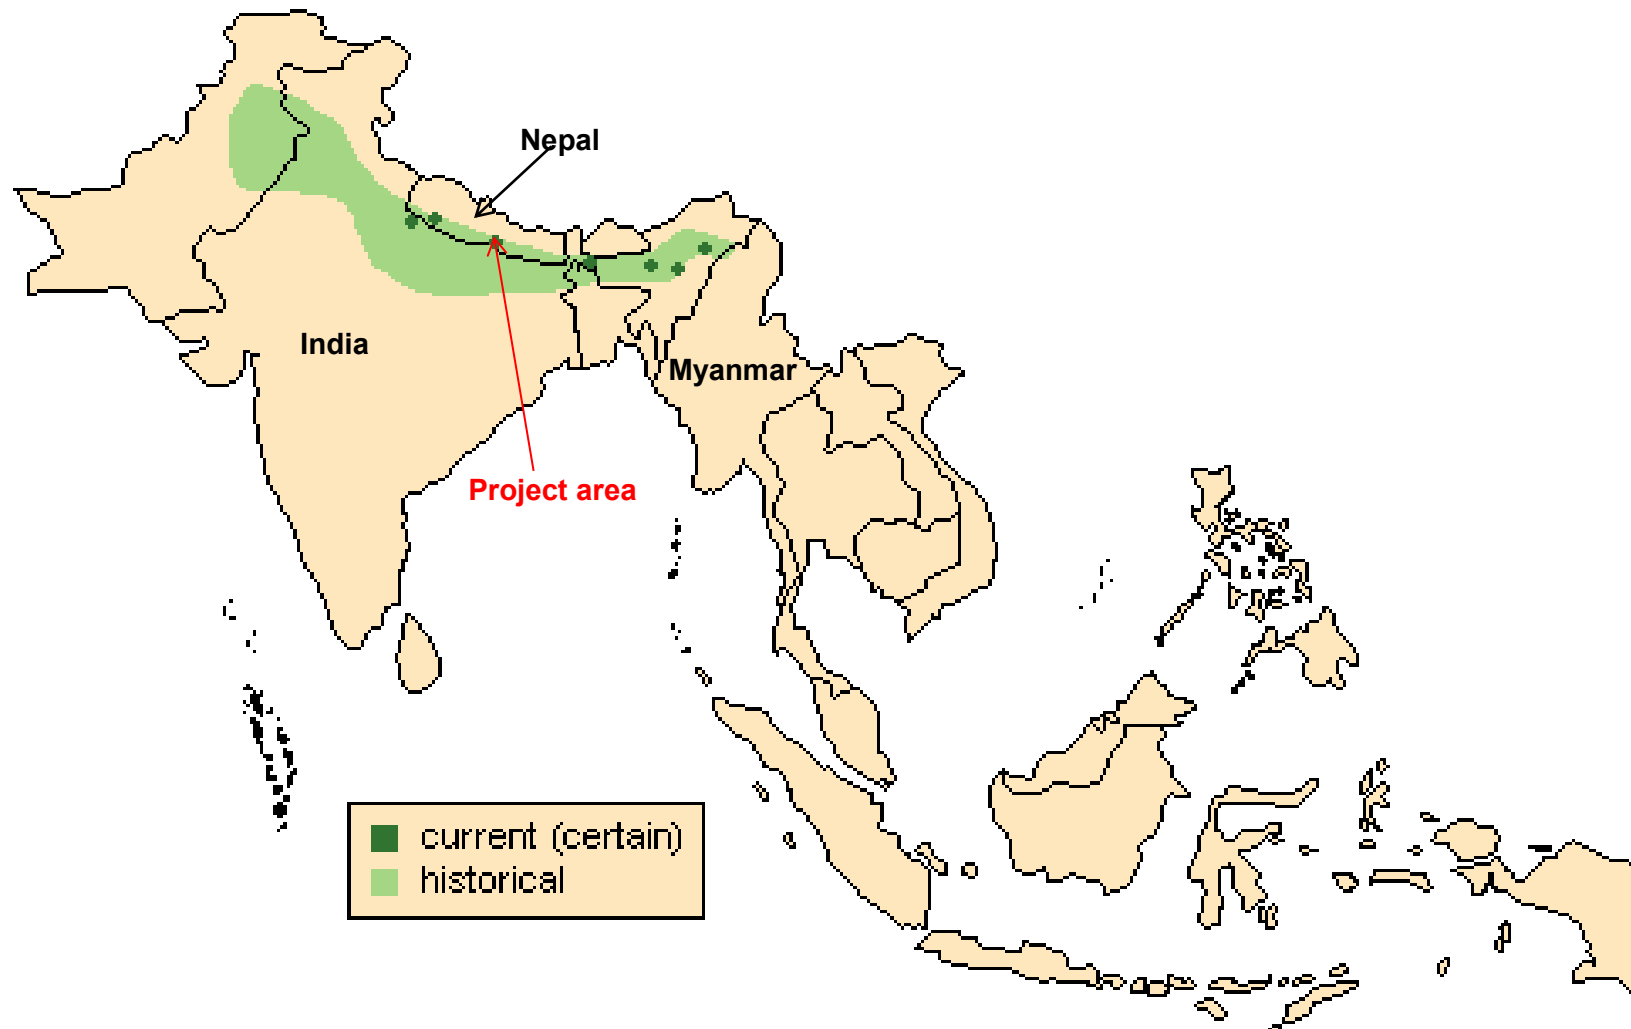 Nepal
India
Myanmar
Project area
current (certain)
historical